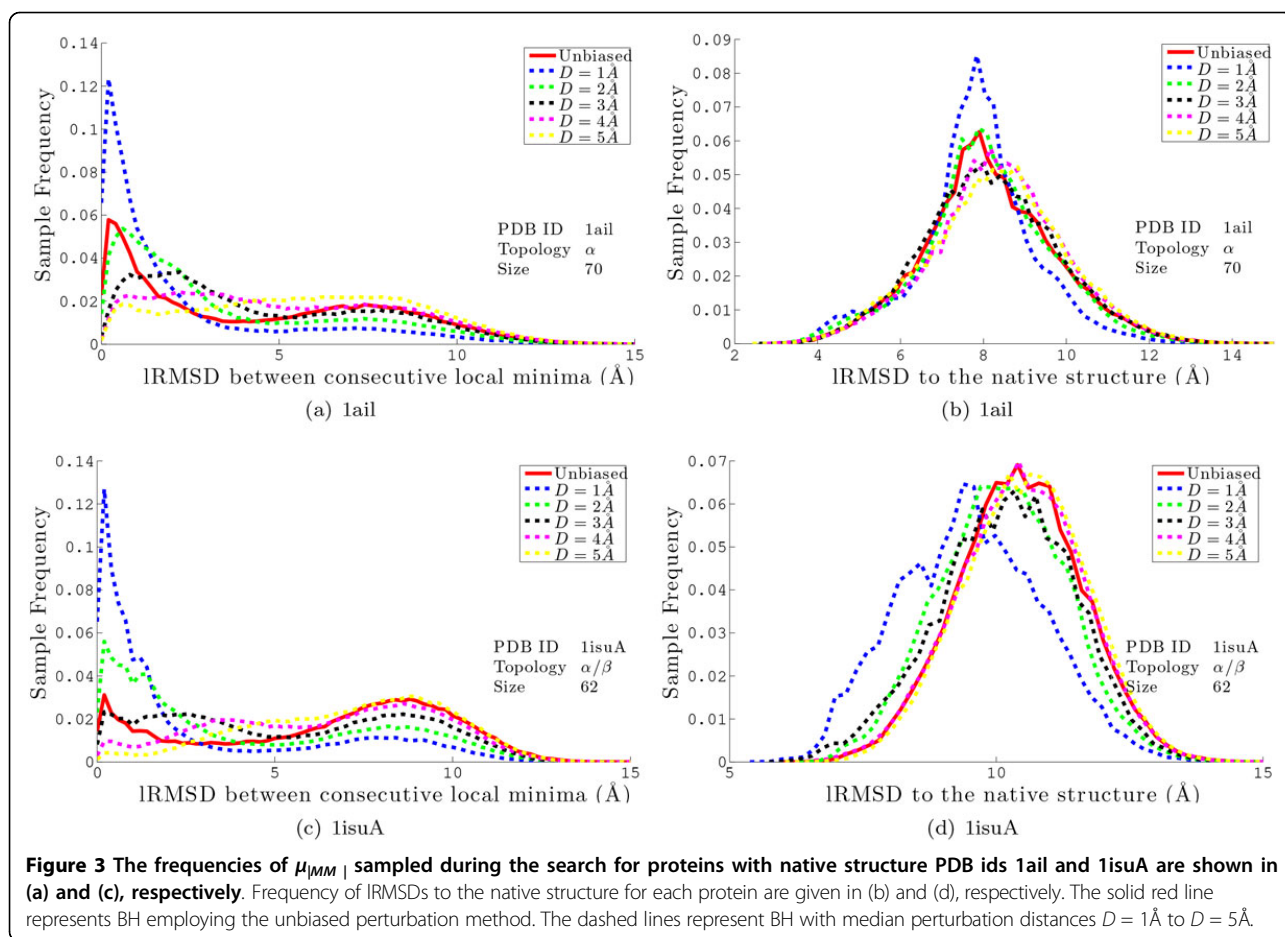 0.14
0.12
0.1
0.08
0.06
0.04
0.02
0
0
5
10
15
Sample Frequency
lRMSD between consecutive local minima (Å)
Unbiased
D = 1Å
D = 2Å
D = 3Å
D = 4Å
D = 5Å
PDB ID 1ail
Topology α
Size 70
(a) 1ail
0.09
0.08
0.07
0.06
0.05
0.04
0.03
0.02
0.01
0
2
4
6
8
10
12
14
Sample Frequency
lRMSD to the native structure (Å)
Unbiased
D = 1Å
D = 2Å
D = 3Å
D = 4Å
D = 5Å
PDB ID 1ail
Topology α
Size 70
(b) 1ail
0.14
0.12
0.1
0.08
0.06
0.04
0.02
0
0
5
10
15
Sample Frequency
lRMSD between consecutive local minima (Å)
Unbiased
D = 1Å
D = 2Å
D = 3Å
D = 4Å
D = 5Å
PDB ID 1isuA
Topology α/β
Size 62
(c) 1isuA
0.07
0.06
0.05
0.04
0.03
0.02
0.01
0
5
10
15
Sample Frequency
lRMSD to the native structure (Å)
Unbiased
D = 1Å
D = 2Å
D = 3Å
D = 4Å
D = 5Å
PDB ID 1isuA
Topology α/β
Size 62
(d) 1isuA
Figure 3 The frequencies of μ|MM | sampled during the search for proteins with native structure PDB ids 1ail and 1isuA are shown in
(a) and (c), respectively. Frequency of lRMSDs to the native structure for each protein are given in (b) and (d), respectively. The solid red line
represents BH employing the unbiased perturbation method. The dashed lines represent BH with median perturbation distances D = 1Å to D = 5Å.